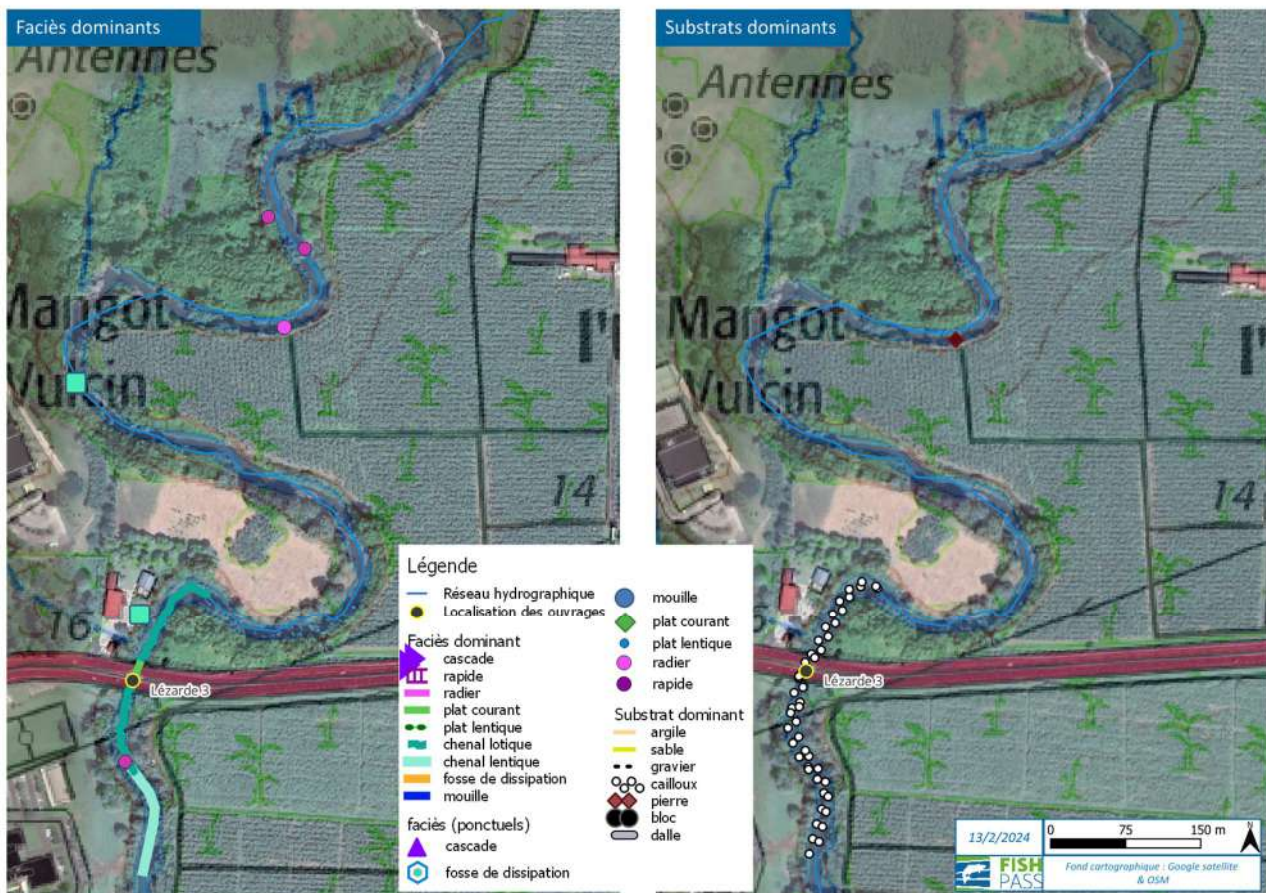 Faciès dominants
Antennes
Mangot
Vulcin
14
16
Lézarde 3
Substrats dominants
Antennes
Mangot
Vulcin
14
Lézarde 3
Légende
Réseau hydrographique
Localisation des ouvrages
Faciès dominant
cascade
rapide
radier
plat courant
plat lentique
chenal lotique
chenal lentique
fosse de dissipation
mouille
faciès (ponctuels)
cascade
fosse de dissipation
mouille
plat courant
plat lentique
radier
rapide
Substrat dominant
argile
sable
gravier
cailloux
pierre
bloc
dalle
13/2/2024
0 75 150 m
N
FISH
PASS
Fond cartographique : Google satellite
& OSM